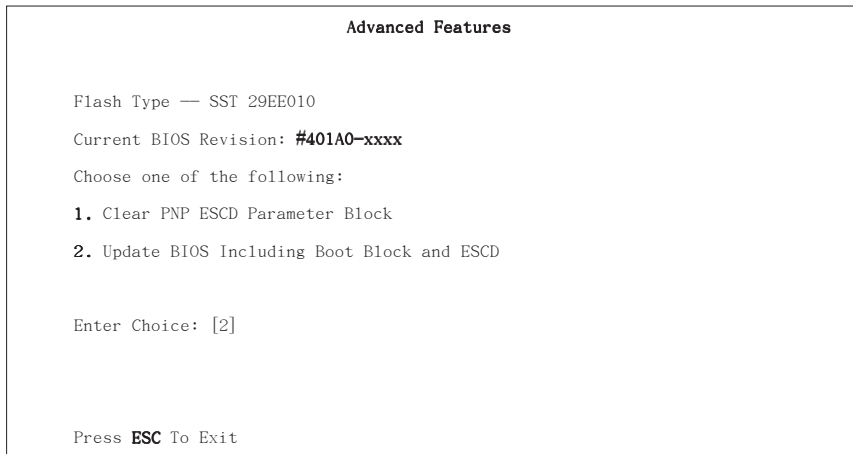 Advanced Features
Flash Type — SST 29EE010
Current BIOS Revision: #401A0-xxxx
Choose one of the following:
1. Clear PNP ESCD Parameter Block
2. Update BIOS Including Boot Block and ESCD
Enter Choice: [2]
Press ESC To Exit